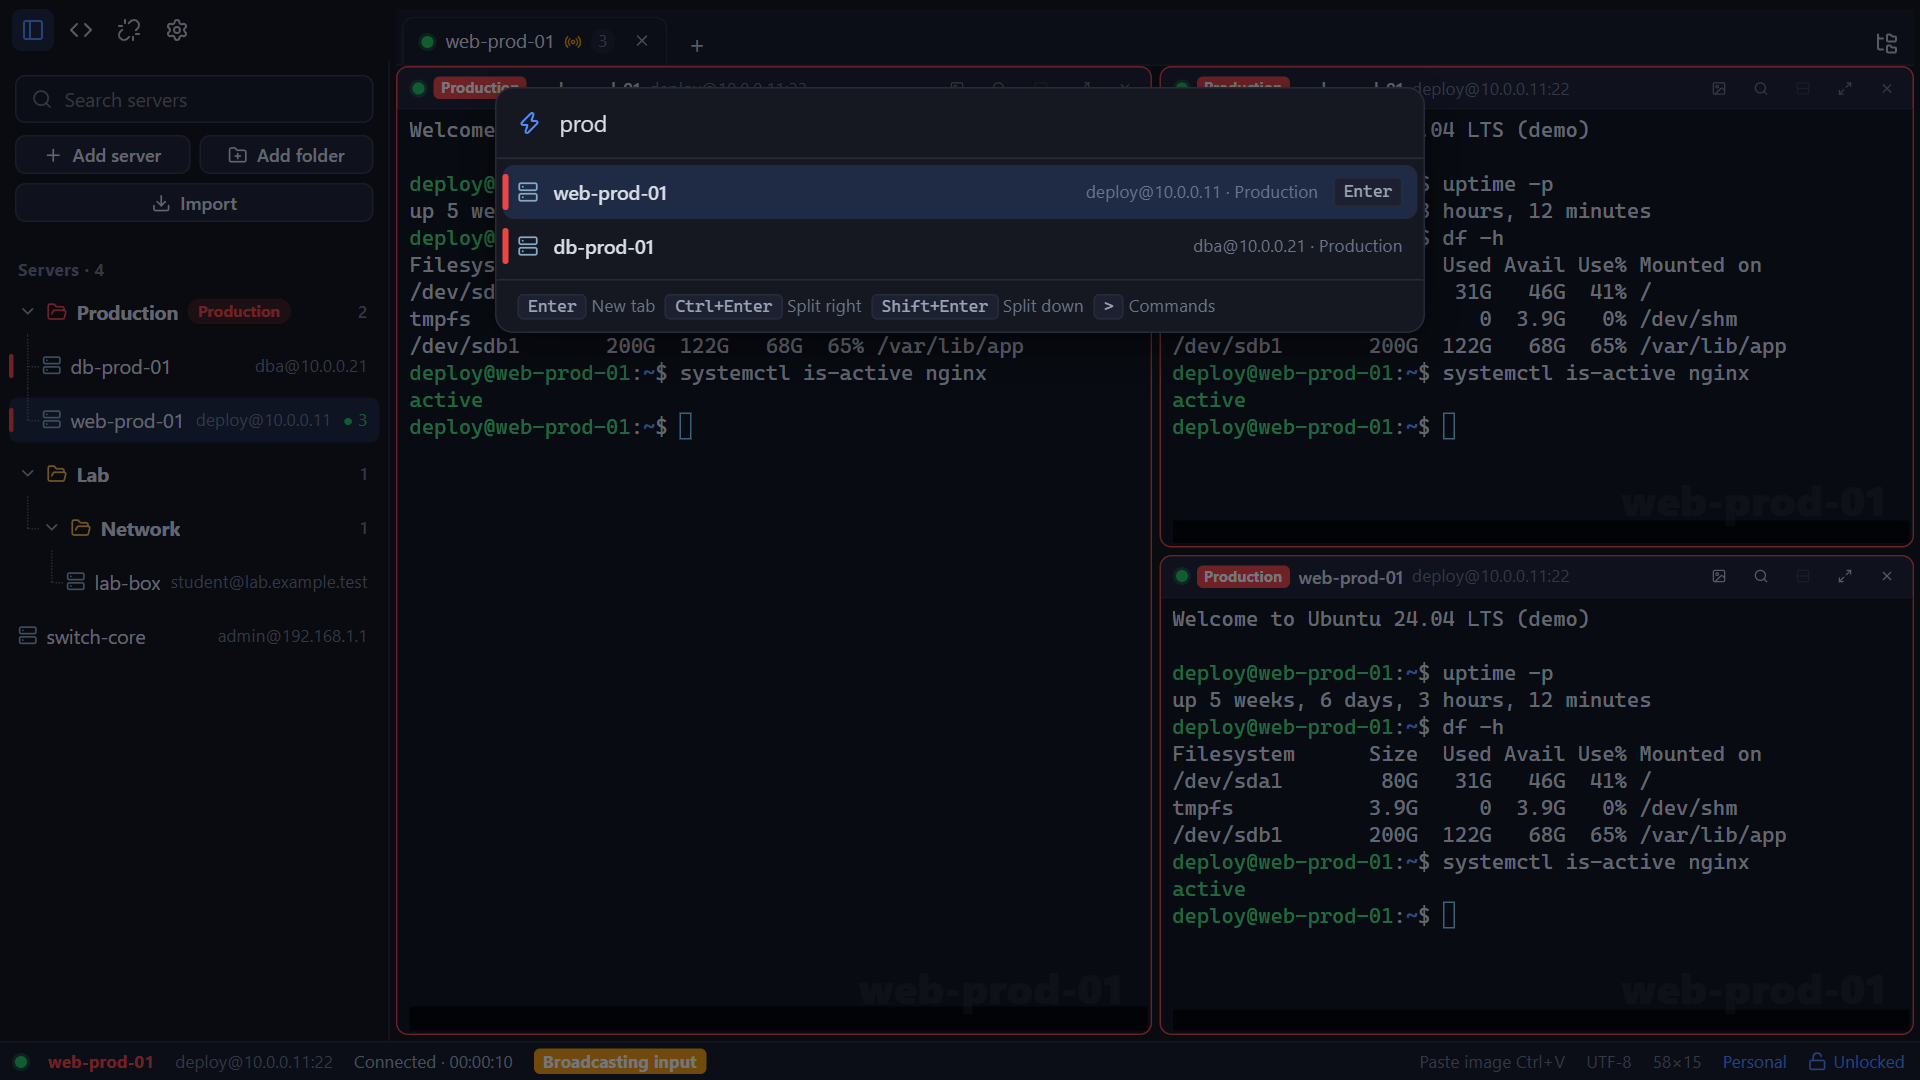 web-prod-01 3
Search servers
Add server
Add folder
Import
Servers · 4
Production Production 2
db-prod-01 dba@10.0.0.21
web-prod-01 deploy@10.0.0.11 3
Lab 1
Network 1
lab-box student@lab.example.test
switch-core admin@192.168.1.1
prod
web-prod-01 deploy@10.0.0.11 · Production Enter
db-prod-01 dba@10.0.0.21 · Production
Enter New tab Ctrl+Enter Split right Shift+Enter Split down > Commands
Production
Welcome
deploy@
up 5 we
deploy@
Filesys
/dev/sd
tmpfs
/dev/sdb1 200G 122G 68G 65% /var/lib/app
deploy@web-prod-01:~$ systemctl is-active nginx
active
deploy@web-prod-01:~$
web-prod-01
Production deploy@10.0.0.11:22
.04 LTS (demo)
$ uptime -p
hours, 12 minutes
$ df -h
Used Avail Use% Mounted on
31G 46G 41% /
0 3.9G 0% /dev/shm
/dev/sdb1 200G 122G 68G 65% /var/lib/app
deploy@web-prod-01:~$ systemctl is-active nginx
active
deploy@web-prod-01:~$
web-prod-01
Production web-prod-01 deploy@10.0.0.11:22
Welcome to Ubuntu 24.04 LTS (demo)
deploy@web-prod-01:~$ uptime -p
up 5 weeks, 6 days, 3 hours, 12 minutes
deploy@web-prod-01:~$ df -h
Filesystem Size Used Avail Use% Mounted on
/dev/sda1 80G 31G 46G 41% /
tmpfs 3.9G 0 3.9G 0% /dev/shm
/dev/sdb1 200G 122G 68G 65% /var/lib/app
deploy@web-prod-01:~$ systemctl is-active nginx
active
deploy@web-prod-01:~$
web-prod-01
web-prod-01 deploy@10.0.0.11:22 Connected · 00:00:10 Broadcasting input
Paste image Ctrl+V UTF-8 58×15 Personal Unlocked